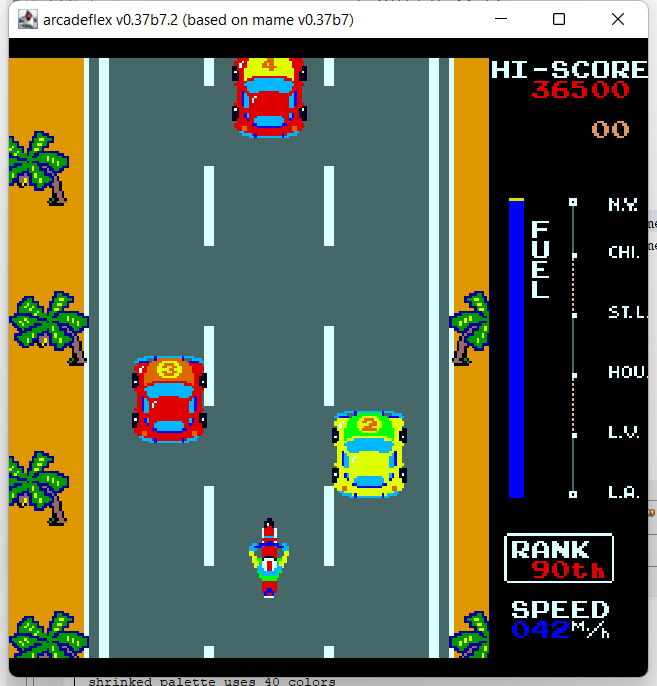 arcadeflex v0.37b7.2 (based on mame v0.37b7)
HI-SCORE
36500
00
4
N.Y.
FUEL
CHI.
ST.L.
3
HOU.
2
L.V.
L.A.
RANK
90th
1
SPEED
042M/h
shrinked palette uses 40 colors